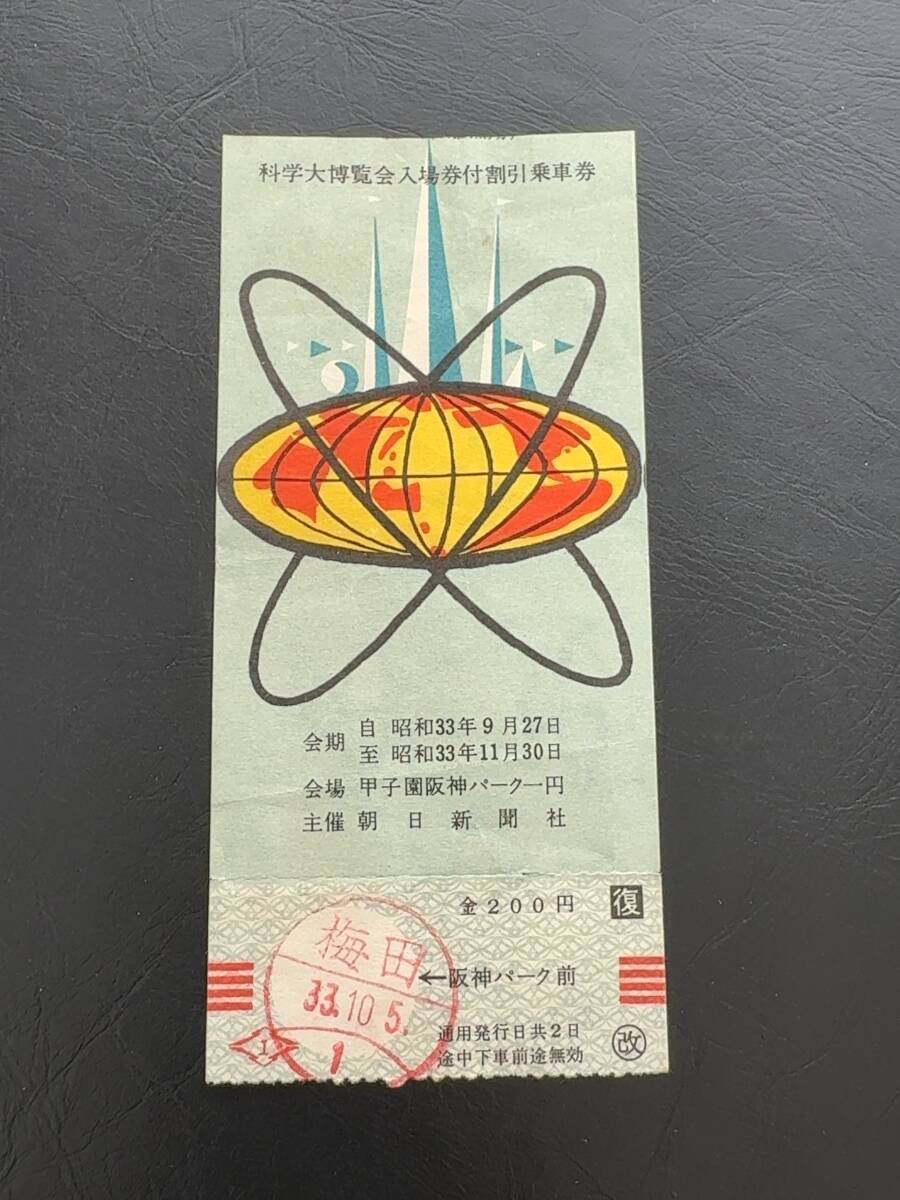 科学大博覧会入場券付割引乗車券
会期 自 昭和33年9月27日
至 昭和33年11月30日
会場 甲子園阪神パーク一円
主催 朝日新聞社
金200円 復
梅田
←阪神パーク前
33.10 5.
通用発行日共2日
途中下車前途無効
改
1
1